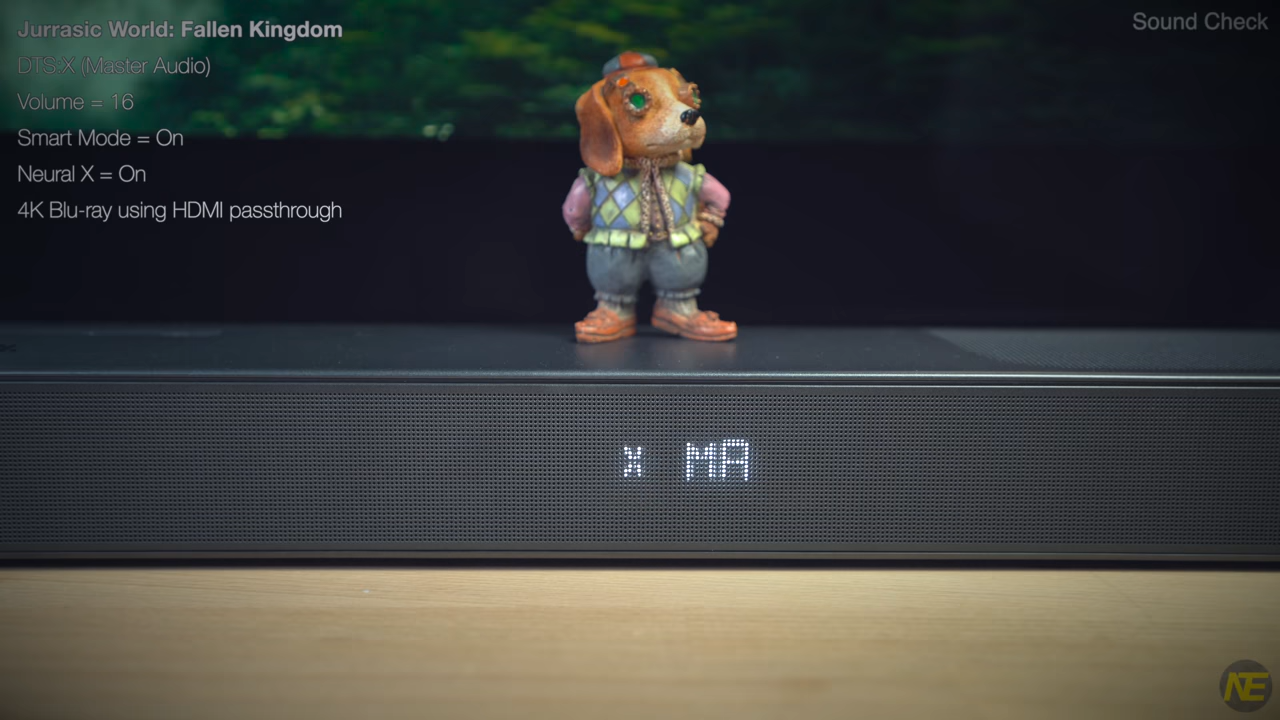 Jurrasic World: Fallen Kingdom
Sound Check
DTS:X (Master Audio)
Volume = 16
Smart Mode = On
Neural X = On
4K Blu-ray using HDMI passthrough
X MA
NE